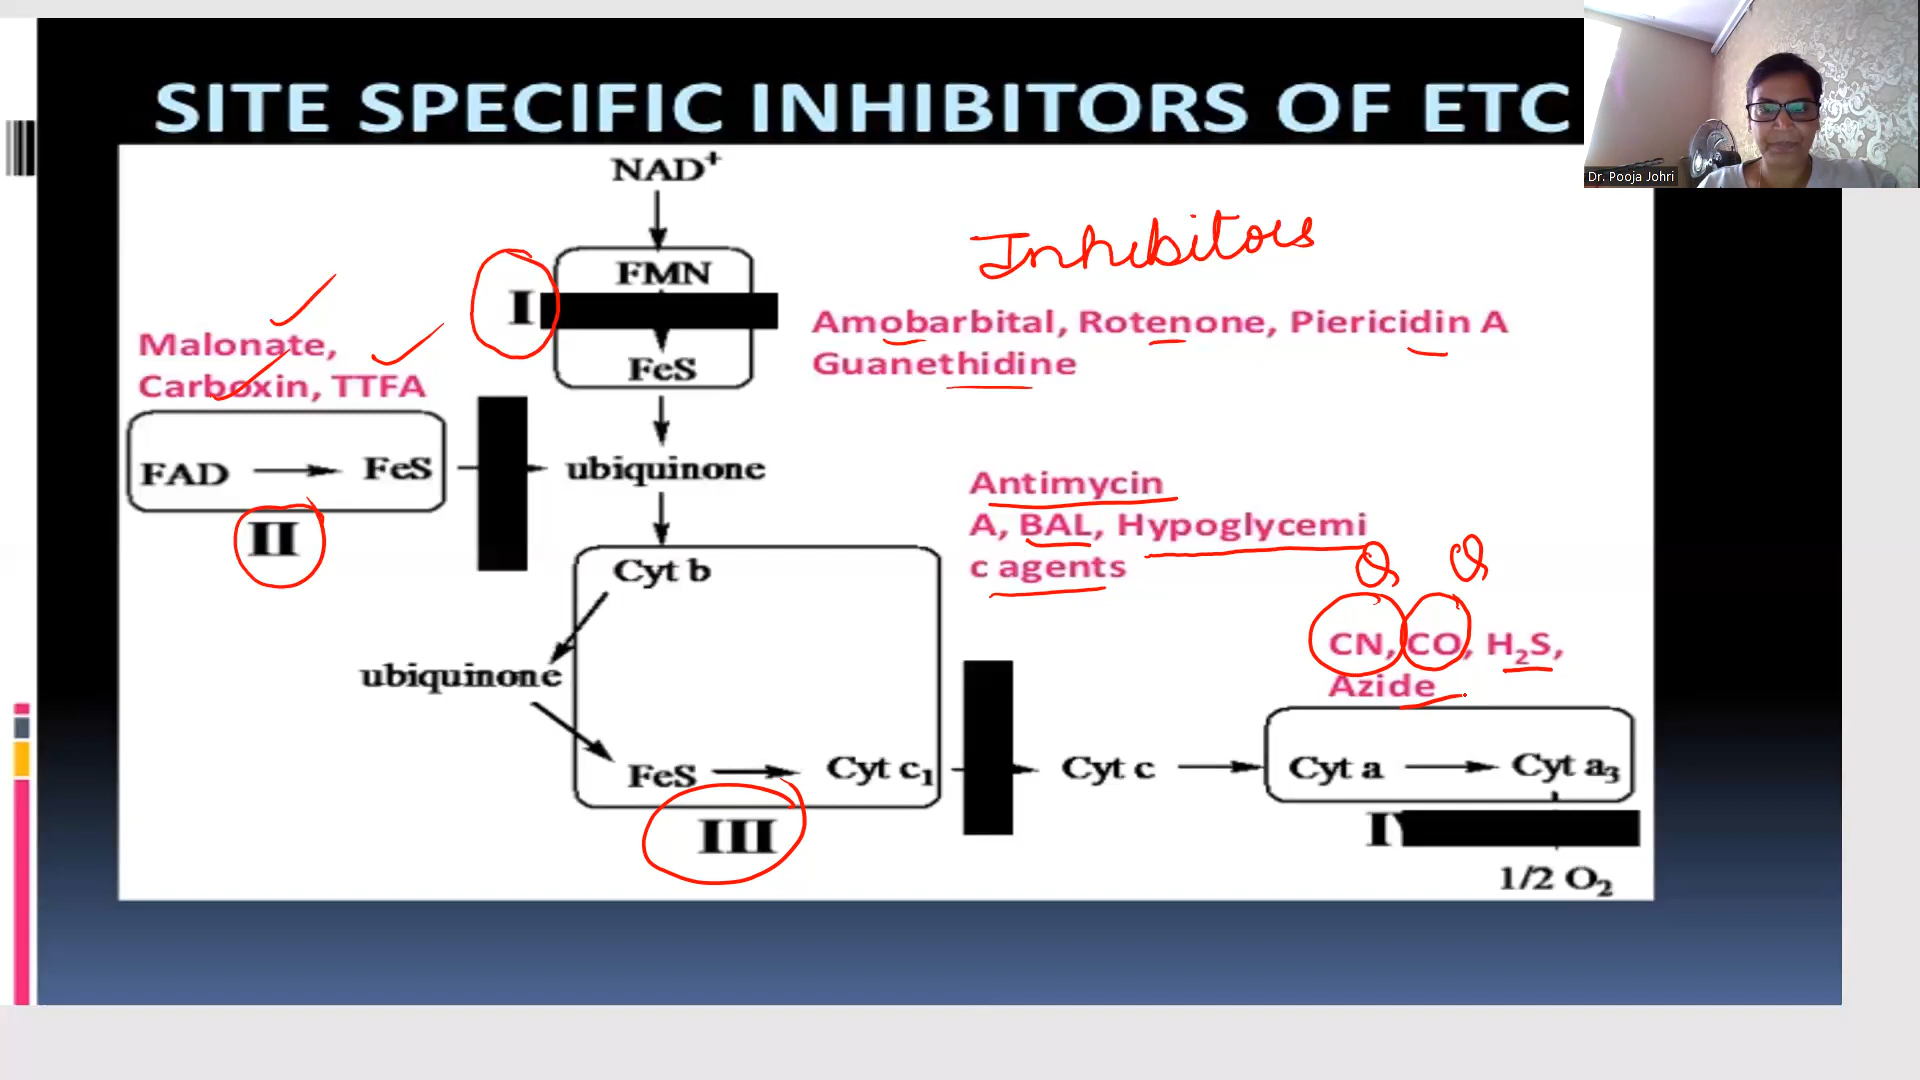 SITE SPECIFIC INHIBITORS OF ETC
Dr. Pooja Johri
NAD⁺
Inhibitors
FMN
I
Amobarbital, Rotenone, Piericidin A
Guanethidine
Malonate,
Carboxin, TTFA
FeS
FAD → FeS
ubiquinone
II
Antimycin
A, BAL, Hypoglycemi
c agents
Cyt b
CN, CO, H₂S,
Azide
ubiquinone
FeS → Cyt c₁
Cyt c → Cyt a → Cyt a₃
III
1/2 O₂